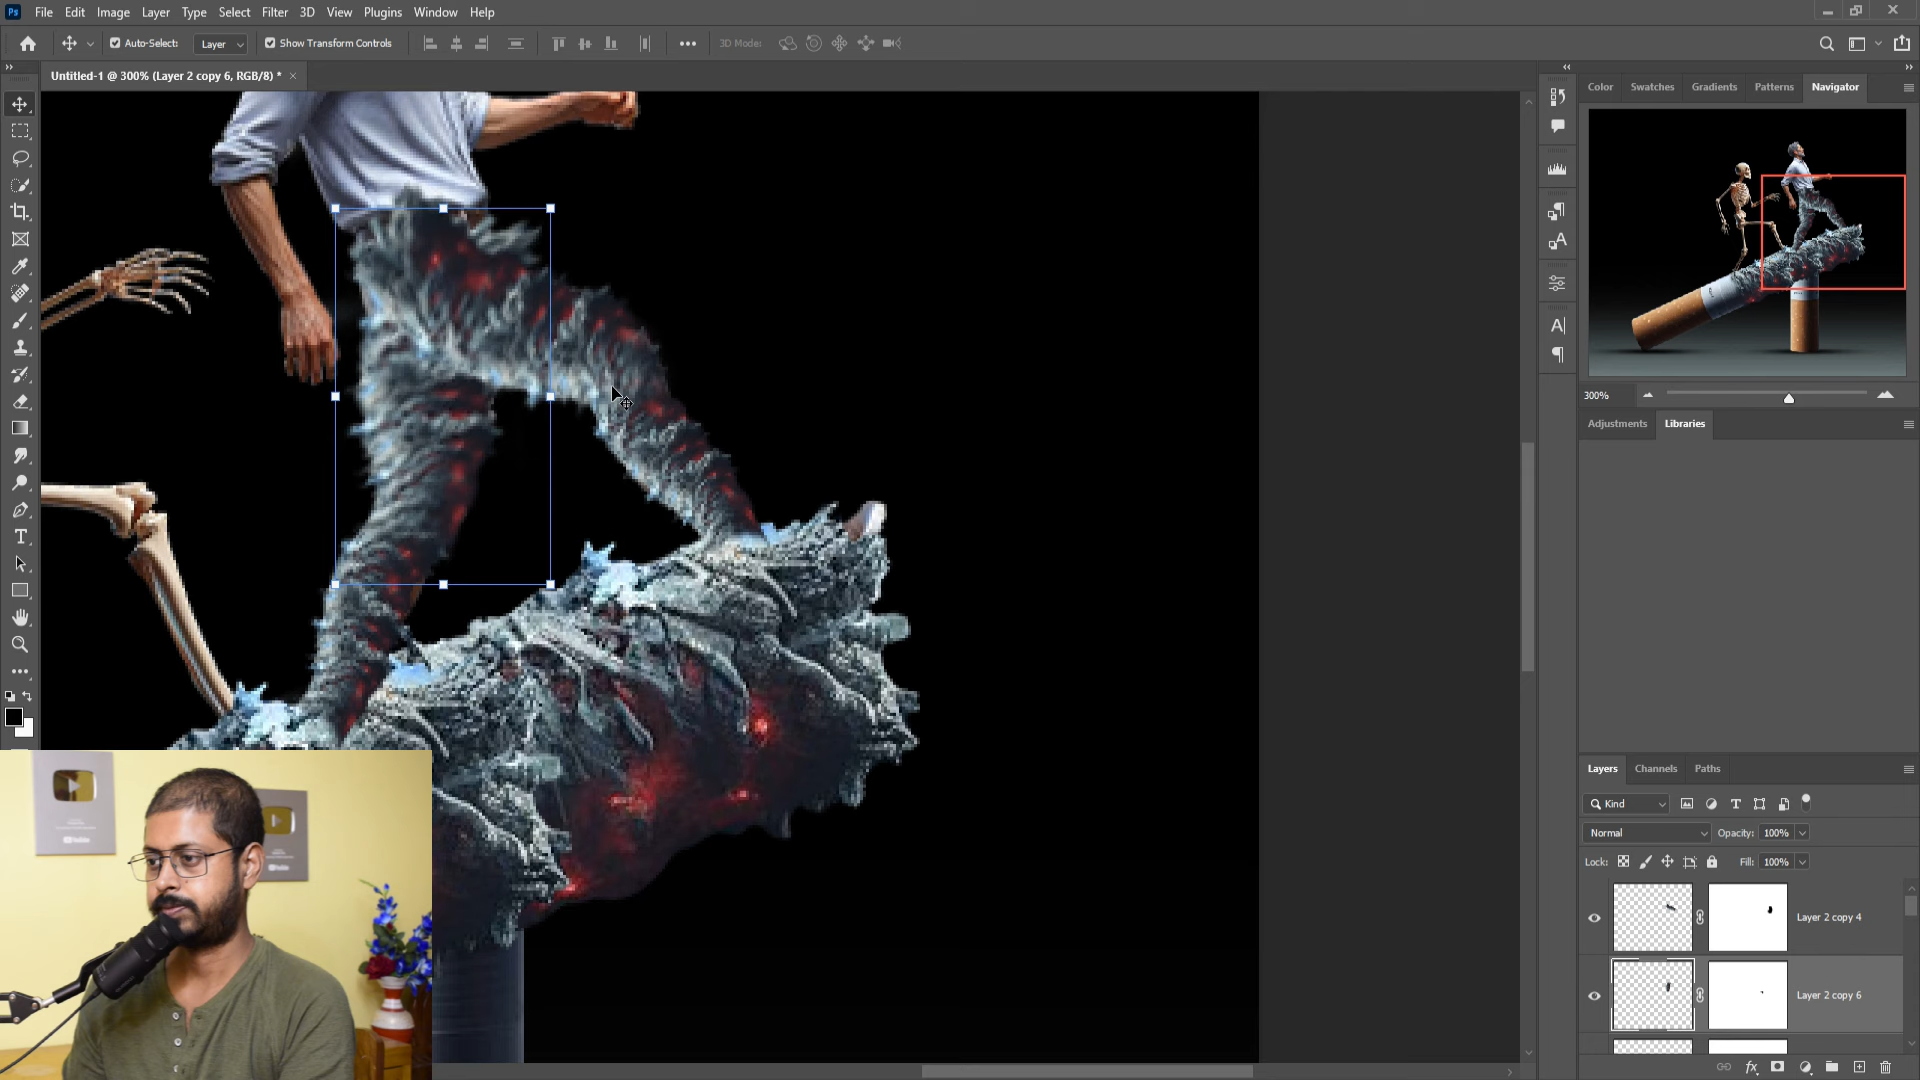 Ps File Edit Image Layer Type Select Filter 3D View Plugins Window Help
Auto-Select: Layer Show Transform Controls 3D Mode:
Untitled-1 @ 300% (Layer 2 copy 6, RGB/8) * ×
Color Swatches Gradients Patterns Navigator
300%
Adjustments Libraries
Layers Channels Paths
Kind
Normal Opacity: 100%
Lock: Fill: 100%
Layer 2 copy 4
Layer 2 copy 6